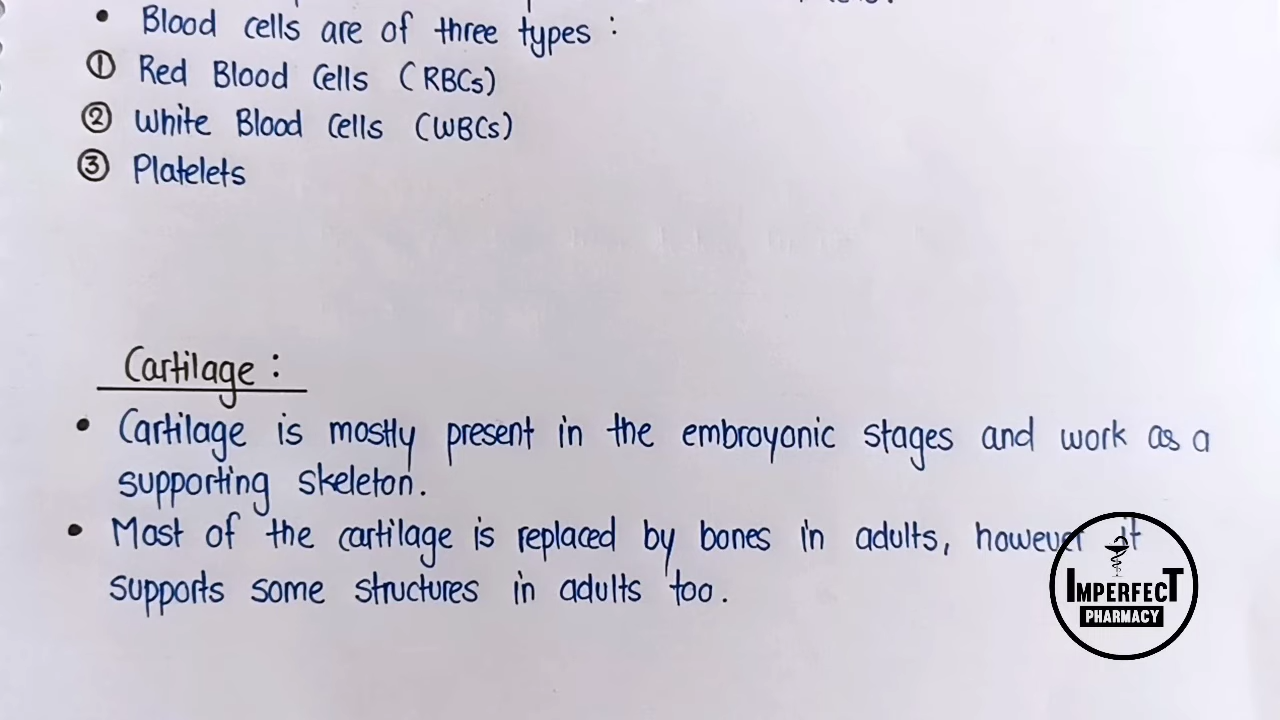 • Blood cells are of three types :
① Red Blood Cells (RBCs)
② White Blood Cells (WBCs)
③ Platelets
Cartilage :
• Cartilage is mostly present in the embroyonic stages and work as a
supporting skeleton.
• Most of the cartilage is replaced by bones in adults, however it
supports some structures in adults too.
IMPERFECT
PHARMACY